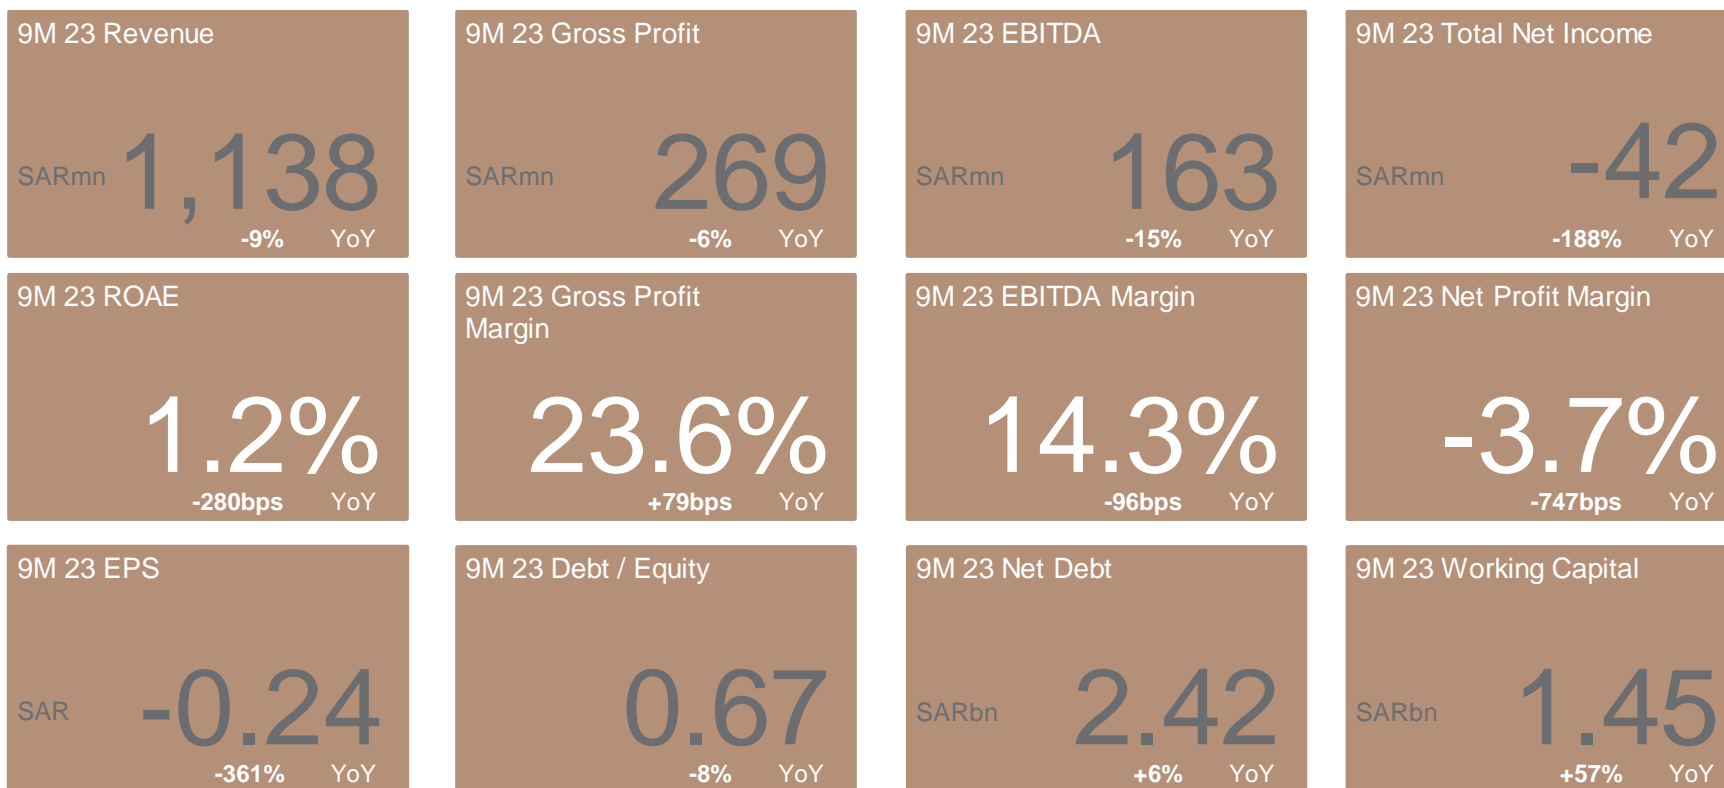 9M 23 Revenue
SARmn 1,138
-9% YoY
9M 23 Gross Profit
SARmn 269
-6% YoY
9M 23 EBITDA
SARmn 163
-15% YoY
9M 23 Total Net Income
SARmn -42
-188% YoY
9M 23 ROAE
1.2%
-280bps YoY
9M 23 Gross Profit
Margin
23.6%
+79bps YoY
9M 23 EBITDA Margin
14.3%
-96bps YoY
9M 23 Net Profit Margin
-3.7%
-747bps YoY
9M 23 EPS
SAR -0.24
-361% YoY
9M 23 Debt / Equity
0.67
-8% YoY
9M 23 Net Debt
SARbn 2.42
+6% YoY
9M 23 Working Capital
SARbn 1.45
+57% YoY